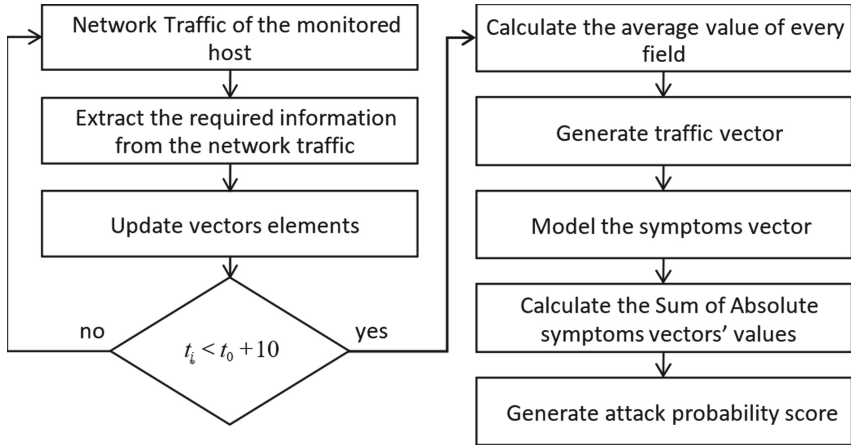 Network Traffic of the monitored
host
Extract the required information
from the network traffic
Update vectors elements
no
t_i < t_0 + 10
yes
Calculate the average value of every
field
Generate traffic vector
Model the symptoms vector
Calculate the Sum of Absolute
symptoms vectors' values
Generate attack probability score